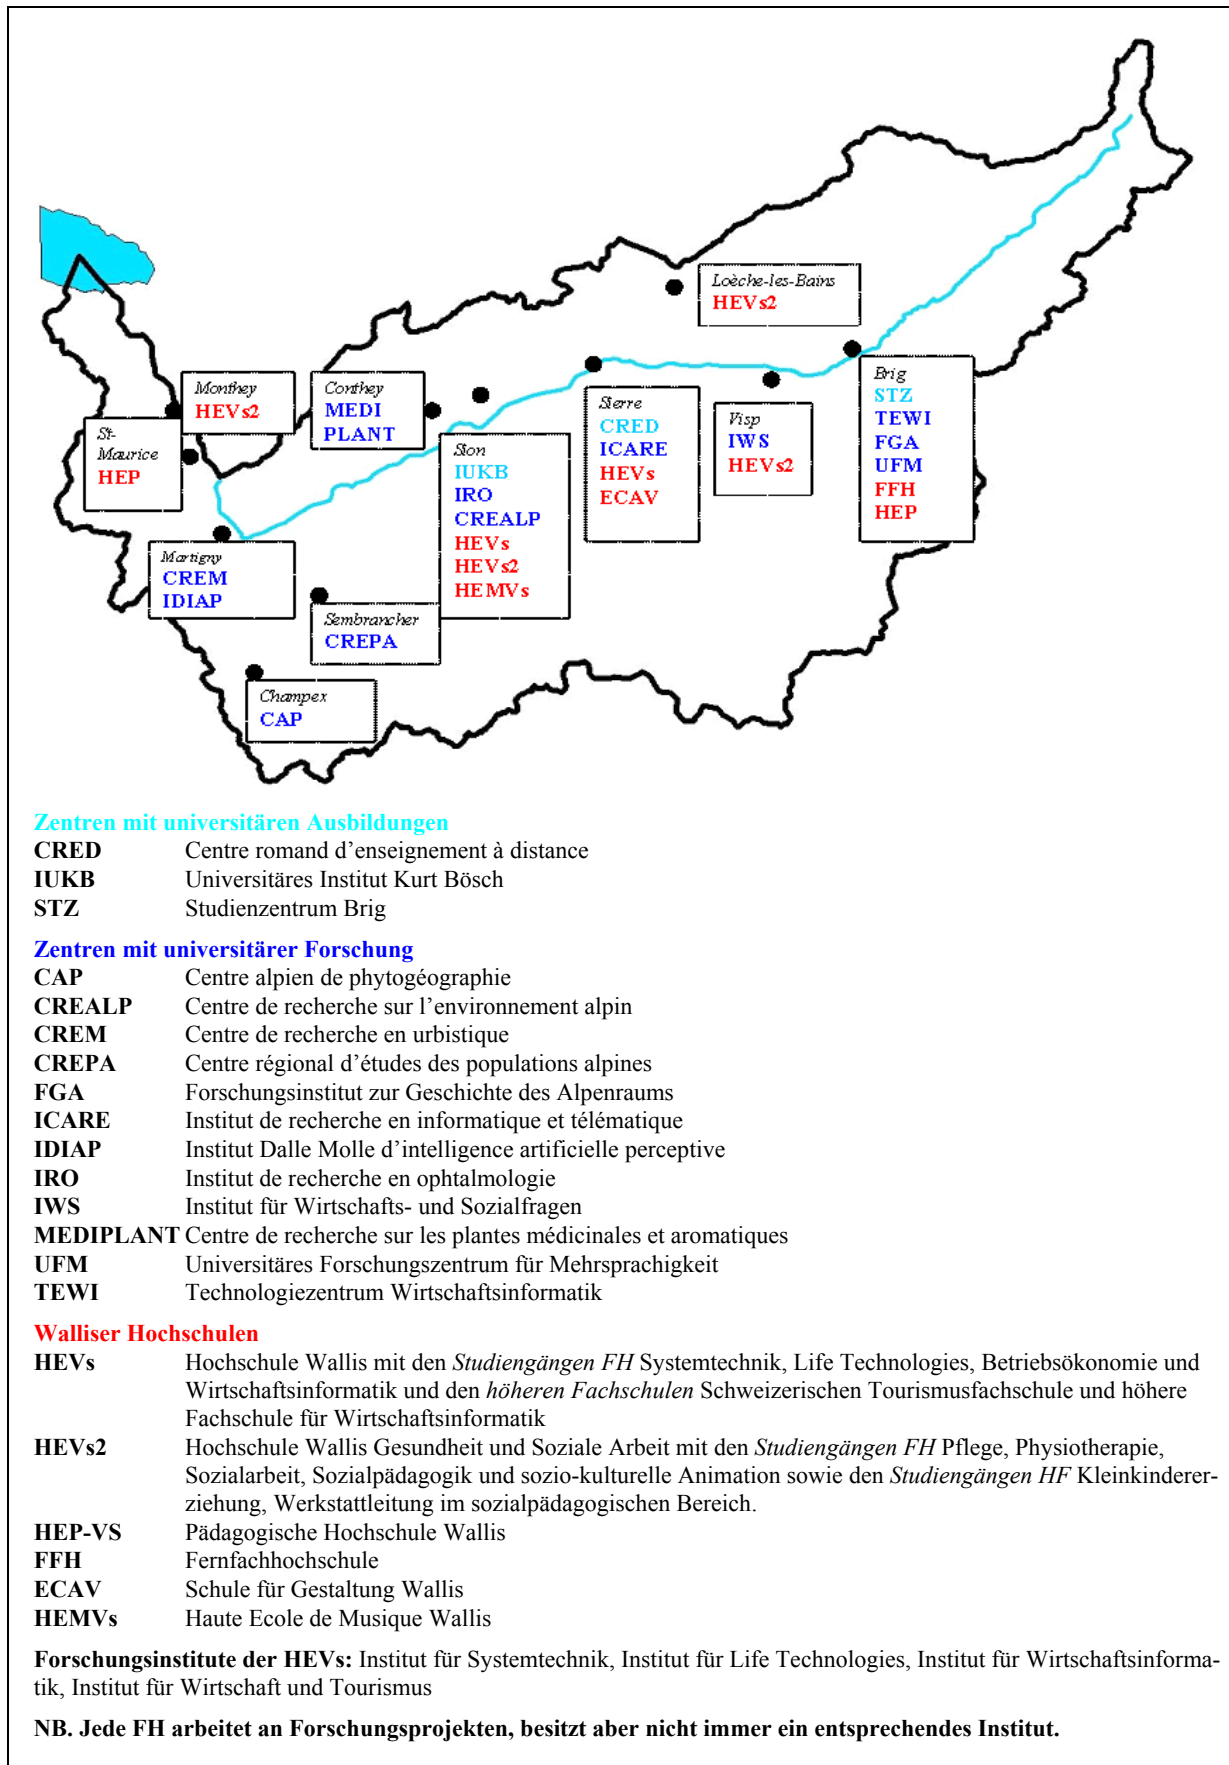 Loèche-les-Bains
HEVs2
Monthey
HEVs2
St-
Maurice
HEP
Conthey
MEDI
PLANT
Sion
IUKB
IRO
CREALP
HEVs
HEVs2
HEMVs
Sierre
CRED
ICARE
HEVs
ECAV
Visp
IWS
HEVs2
Brig
STZ
TEWI
FGA
UFM
FFH
HEP
Martigny
CREM
IDIAP
Sembrancher
CREPA
Champex
CAP
Zentren mit universitären Ausbildungen
CRED Centre romand d’enseignement à distance
IUKB Universitäres Institut Kurt Bösch
STZ Studienzentrum Brig
Zentren mit universitärer Forschung
CAP Centre alpien de phytogéographie
CREALP Centre de recherche sur l’environnement alpin
CREM Centre de recherche en urbistique
CREPA Centre régional d’études des populations alpines
FGA Forschungsinstitut zur Geschichte des Alpenraums
ICARE Institut de recherche en informatique et télématique
IDIAP Institut Dalle Molle d’intelligence artificielle perceptive
IRO Institut de recherche en ophtalmologie
IWS Institut für Wirtschafts- und Sozialfragen
MEDIPLANT Centre de recherche sur les plantes médicinales et aromatiques
UFM Universitäres Forschungszentrum für Mehrsprachigkeit
TEWI Technologiezentrum Wirtschaftsinformatik
Walliser Hochschulen
HEVs Hochschule Wallis mit den Studiengängen FH Systemtechnik, Life Technologies, Betriebsökonomie und
Wirtschaftsinformatik und den höheren Fachschulen Schweizerischen Tourismusfachschule und höhere
Fachschule für Wirtschaftsinformatik
HEVs2 Hochschule Wallis Gesundheit und Soziale Arbeit mit den Studiengängen FH Pflege, Physiotherapie,
Sozialarbeit, Sozialpädagogik und sozio-kulturelle Animation sowie den Studiengängen HF Kleinkinderer-
ziehung, Werkstattleitung im sozialpädagogischen Bereich.
HEP-VS Pädagogische Hochschule Wallis
FFH Fernfachhochschule
ECAV Schule für Gestaltung Wallis
HEMVs Haute Ecole de Musique Wallis
Forschungsinstitute der HEVs: Institut für Systemtechnik, Institut für Life Technologies, Institut für Wirtschaftsinforma-
tik, Institut für Wirtschaft und Tourismus
NB. Jede FH arbeitet an Forschungsprojekten, besitzt aber nicht immer ein entsprechendes Institut.